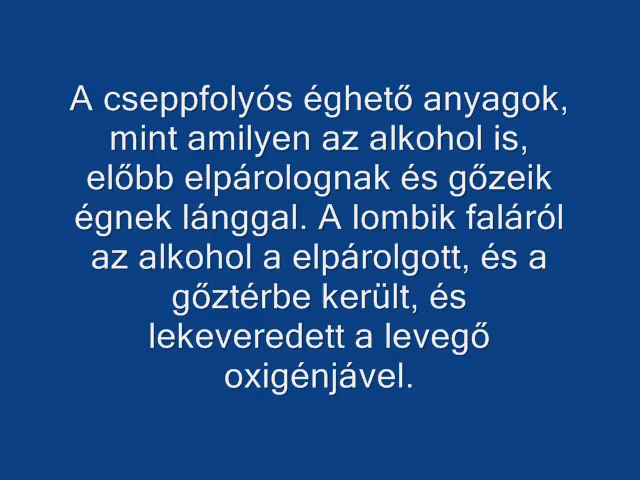 A cseppfolyós éghető anyagok,
mint amilyen az alkohol is,
előbb elpárolognak és gőzeik
égnek lánggal. A lombik faláról
az alkohol a elpárolgott, és a
gőztérbe került, és
lekeveredett a levegő
oxigénjável.